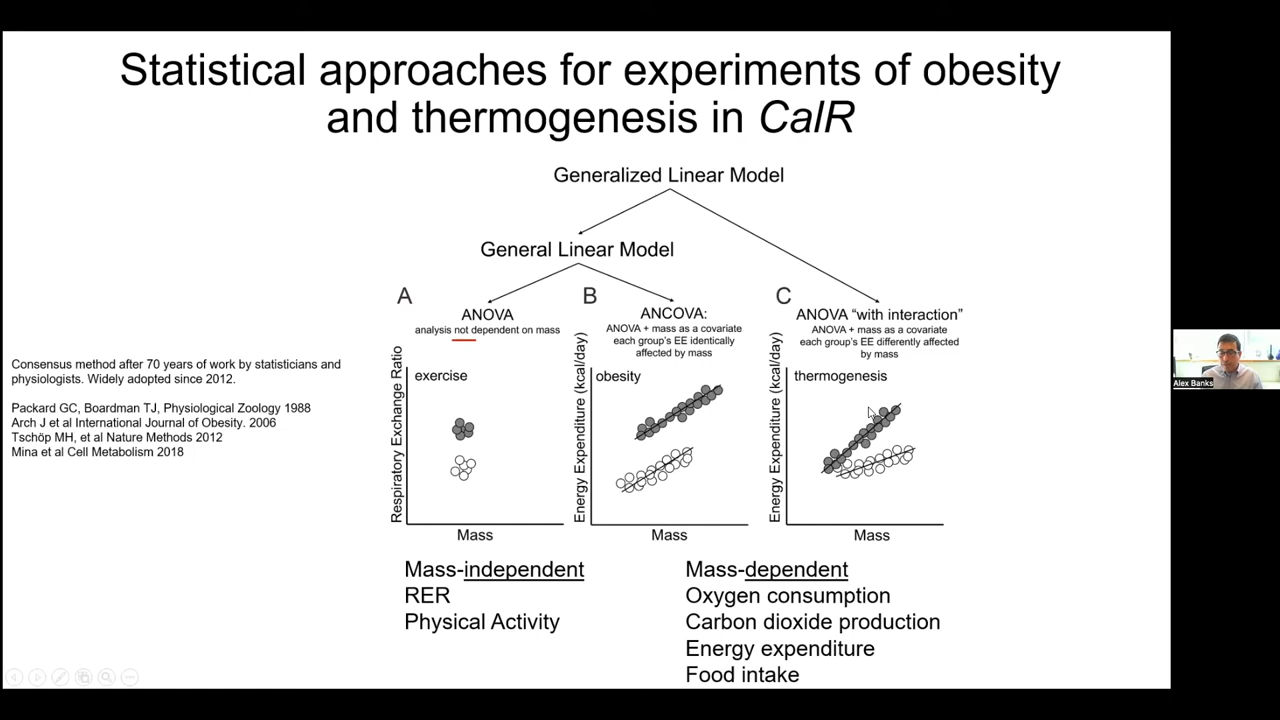 Statistical approaches for experiments of obesity
and thermogenesis in CalR
Generalized Linear Model
General Linear Model
A
ANOVA
analysis not dependent on mass
Respiratory Exchange Ratio
exercise
Mass
B
ANCOVA:
ANOVA + mass as a covariate
each group's EE identically
affected by mass
Energy Expenditure (kcal/day)
obesity
Mass
C
ANOVA "with interaction"
ANOVA + mass as a covariate
each group's EE differently affected
by mass
Energy Expenditure (kcal/day)
thermogenesis
Mass
Consensus method after 70 years of work by statisticians and
physiologists. Widely adopted since 2012.
Packard GC, Boardman TJ, Physiological Zoology 1988
Arch J et al International Journal of Obesity. 2006
Tschöp MH, et al Nature Methods 2012
Mina et al Cell Metabolism 2018
Mass-independent
RER
Physical Activity
Mass-dependent
Oxygen consumption
Carbon dioxide production
Energy expenditure
Food intake
Alex Banks